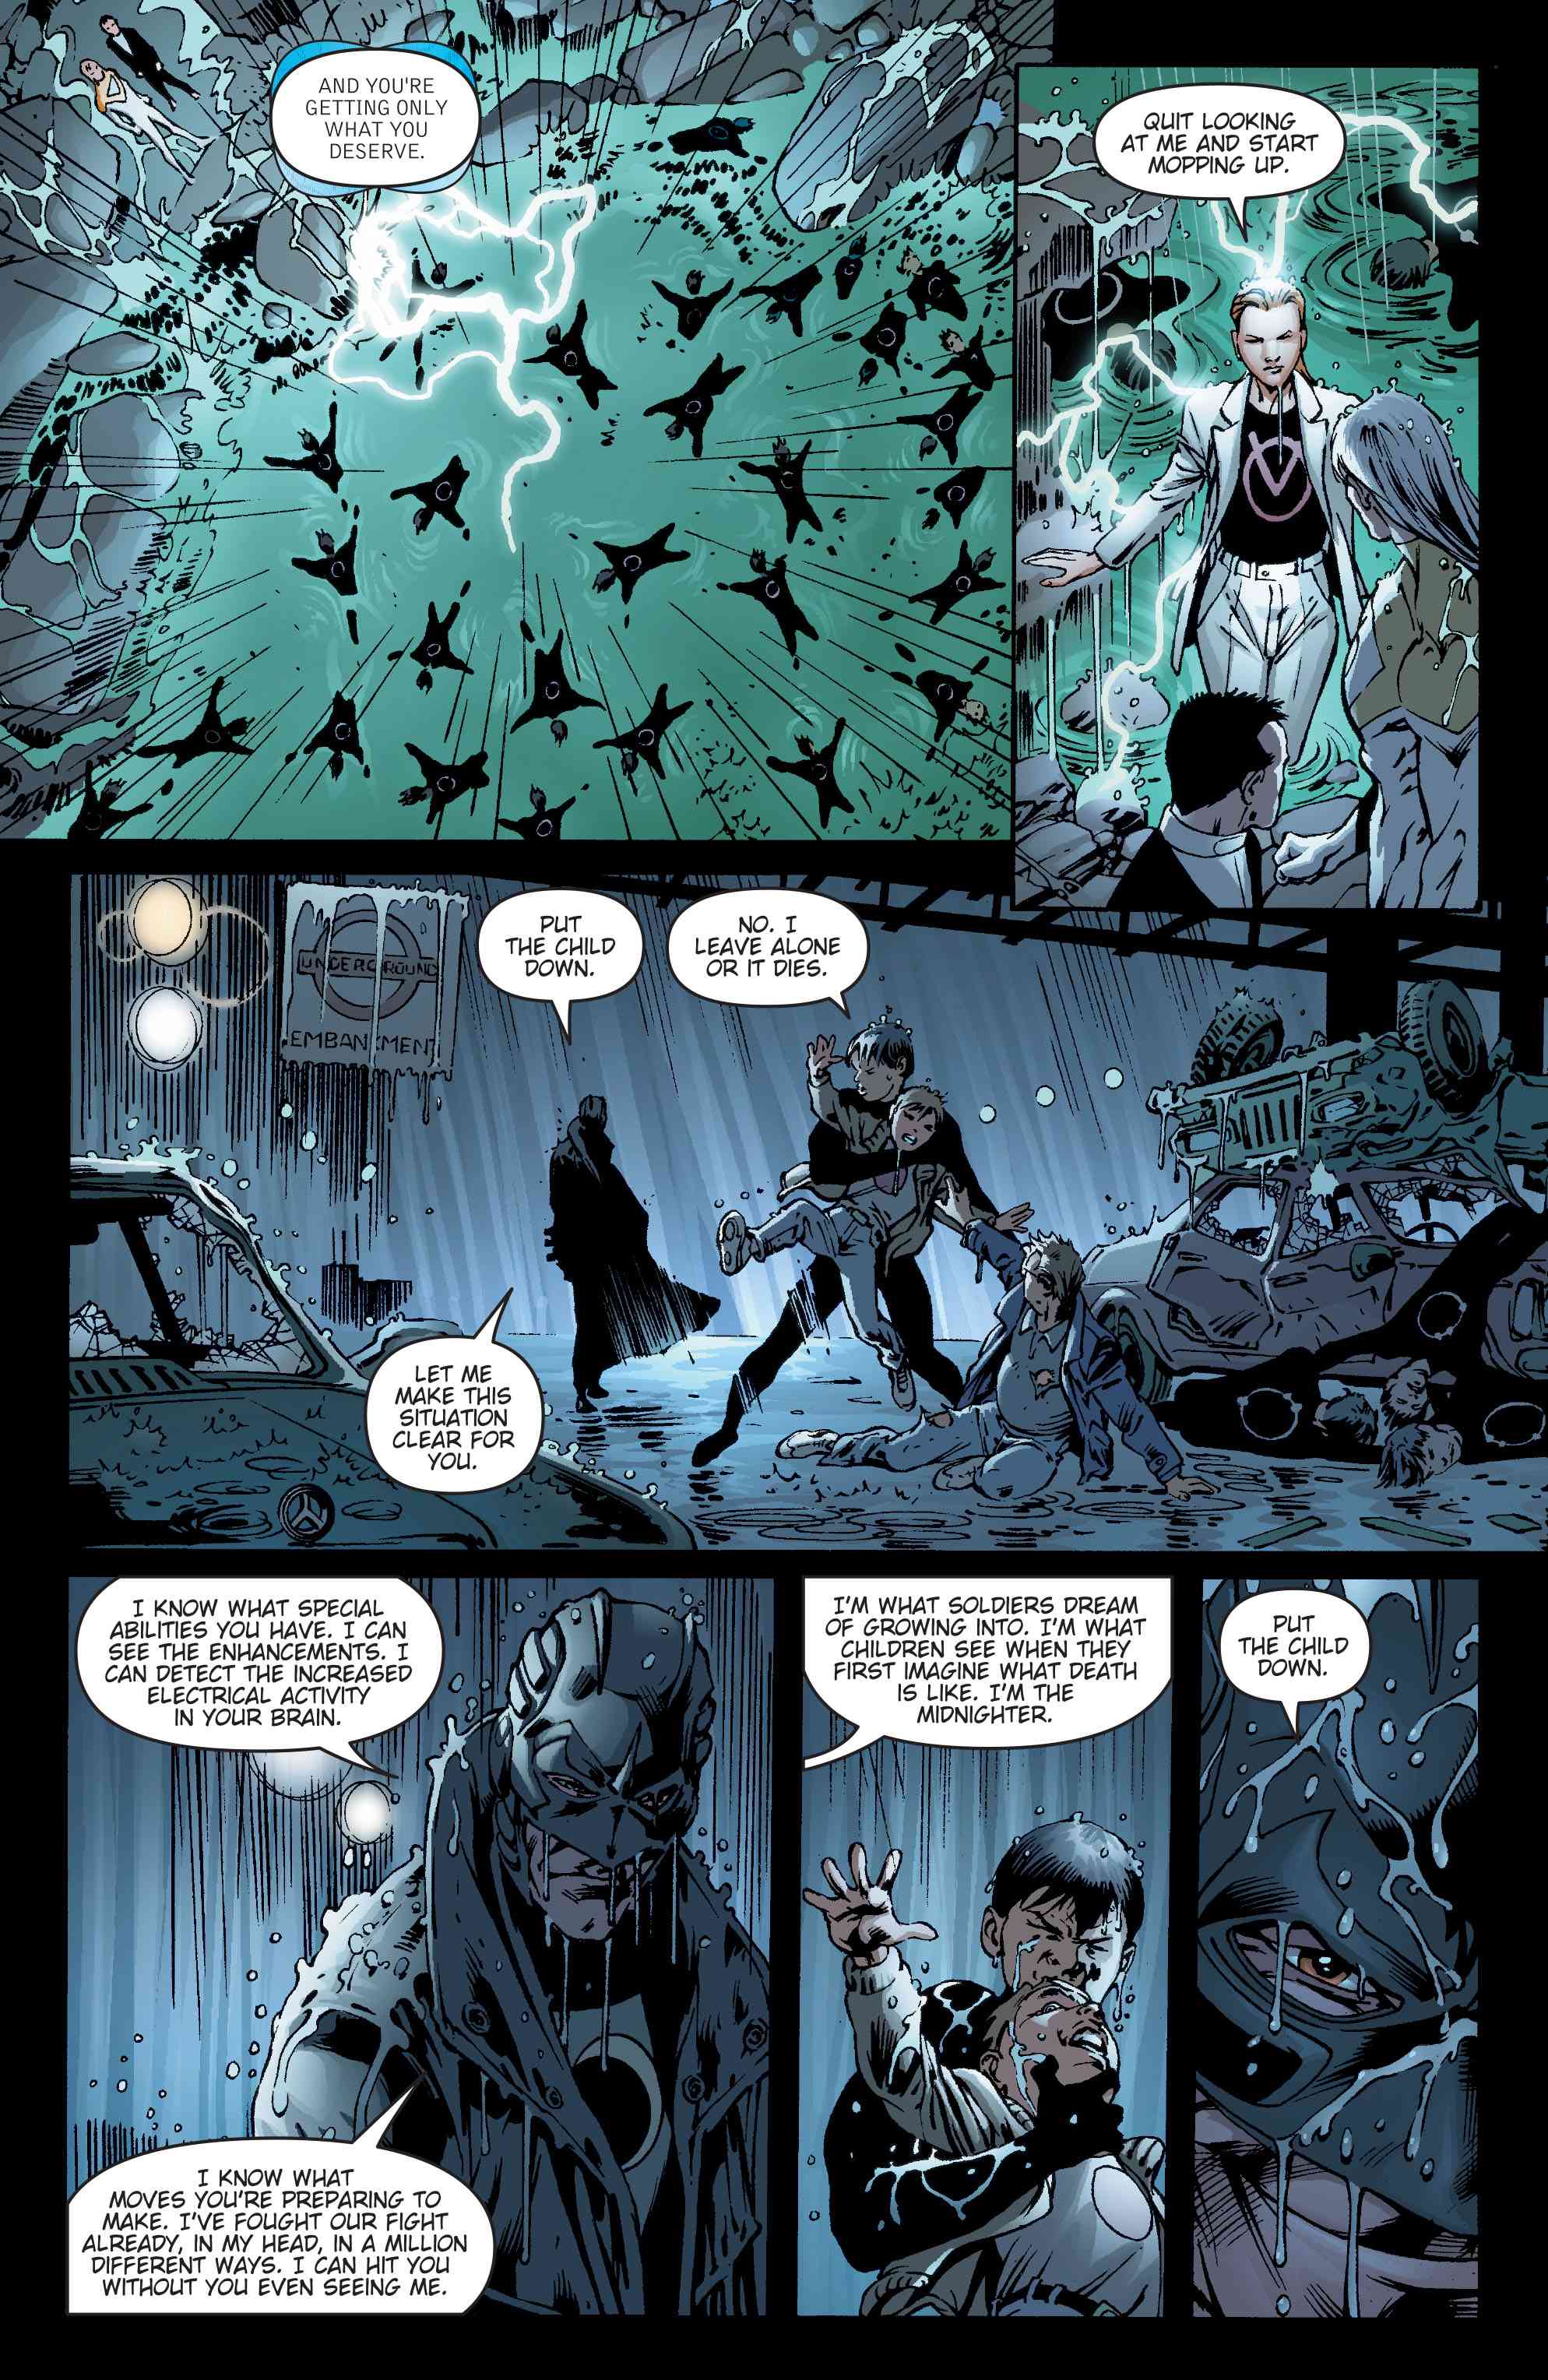 AND YOU'RE
GETTING ONLY
WHAT YOU
DESERVE.
QUIT LOOKING
AT ME AND START
MOPPING UP.
V
UNDERGROUND
EMBANKMENT
PUT
THE CHILD
DOWN.
NO. I
LEAVE ALONE
OR IT DIES.
LET ME
MAKE THIS
SITUATION
CLEAR FOR
YOU.
I KNOW WHAT SPECIAL
ABILITIES YOU HAVE. I CAN
SEE THE ENHANCEMENTS. I
CAN DETECT THE INCREASED
ELECTRICAL ACTIVITY
IN YOUR BRAIN.
I KNOW WHAT
MOVES YOU'RE PREPARING TO
MAKE. I'VE FOUGHT OUR FIGHT
ALREADY, IN MY HEAD, IN A MILLION
DIFFERENT WAYS. I CAN HIT YOU
WITHOUT YOU EVEN SEEING ME.
I'M WHAT SOLDIERS DREAM
OF GROWING INTO. I'M WHAT
CHILDREN SEE WHEN THEY
FIRST IMAGINE WHAT DEATH
IS LIKE. I'M THE
MIDNIGHTER.
PUT
THE CHILD
DOWN.